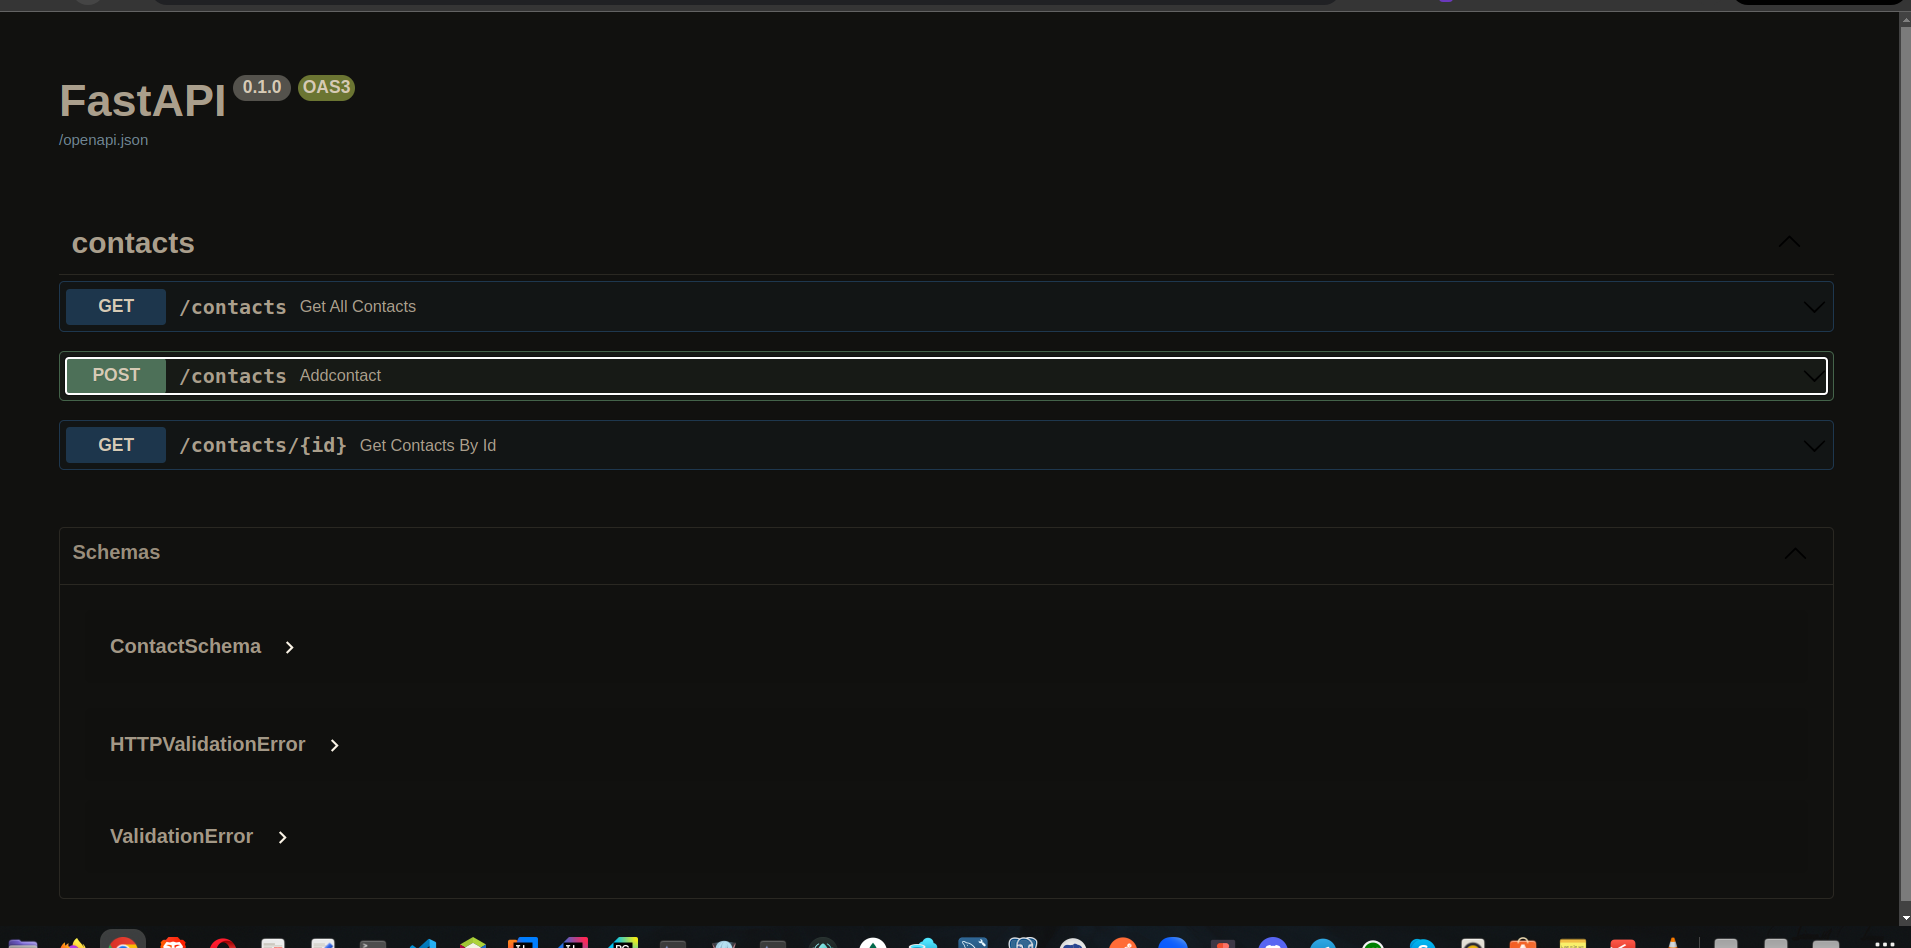 FastAPI 0.1.0 OAS3
/openapi.json
contacts
GET /contacts Get All Contacts
POST /contacts Addcontact
GET /contacts/{id} Get Contacts By Id
Schemas
ContactSchema
HTTPValidationError
ValidationError